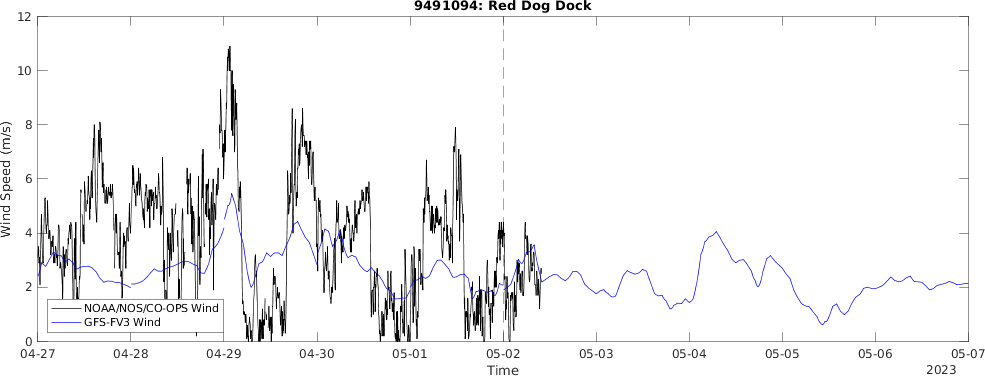 9491094: Red Dog Dock
12
10
8
6
4
2
0
Wind Speed (m/s)
NOAA/NOS/CO-OPS Wind
GFS-FV3 Wind
04-27 04-28 04-29 04-30 05-01 05-02 05-03 05-04 05-05 05-06 05-07
Time
2023